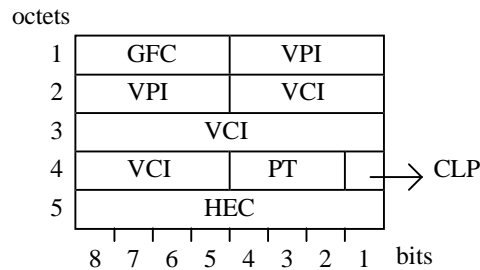 octets
1 GFC VPI
2 VPI VCI
3 VCI
4 VCI PT CLP
5 HEC
8 7 6 5 4 3 2 1 bits